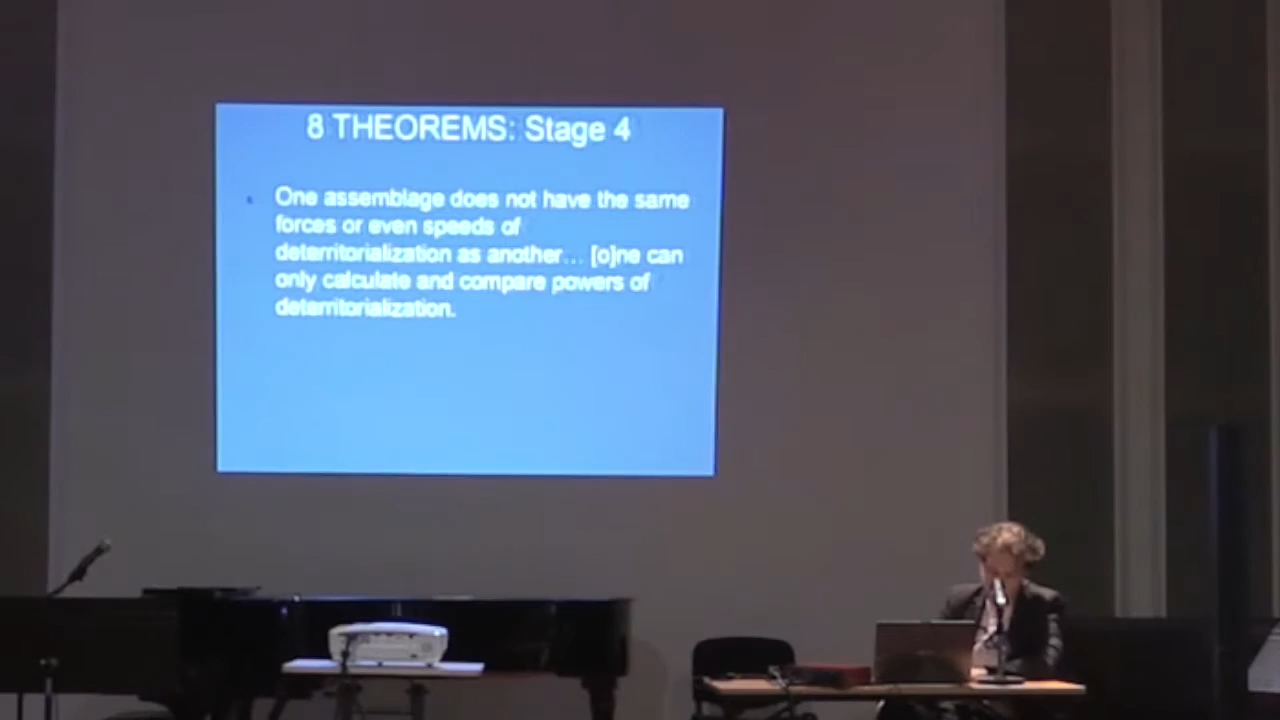 8 THEOREMS: Stage 4
One assemblage does not have the same
forces or even speeds of
deterritorialization as another… [o]ne can
only calculate and compare powers of
deterritorialization.